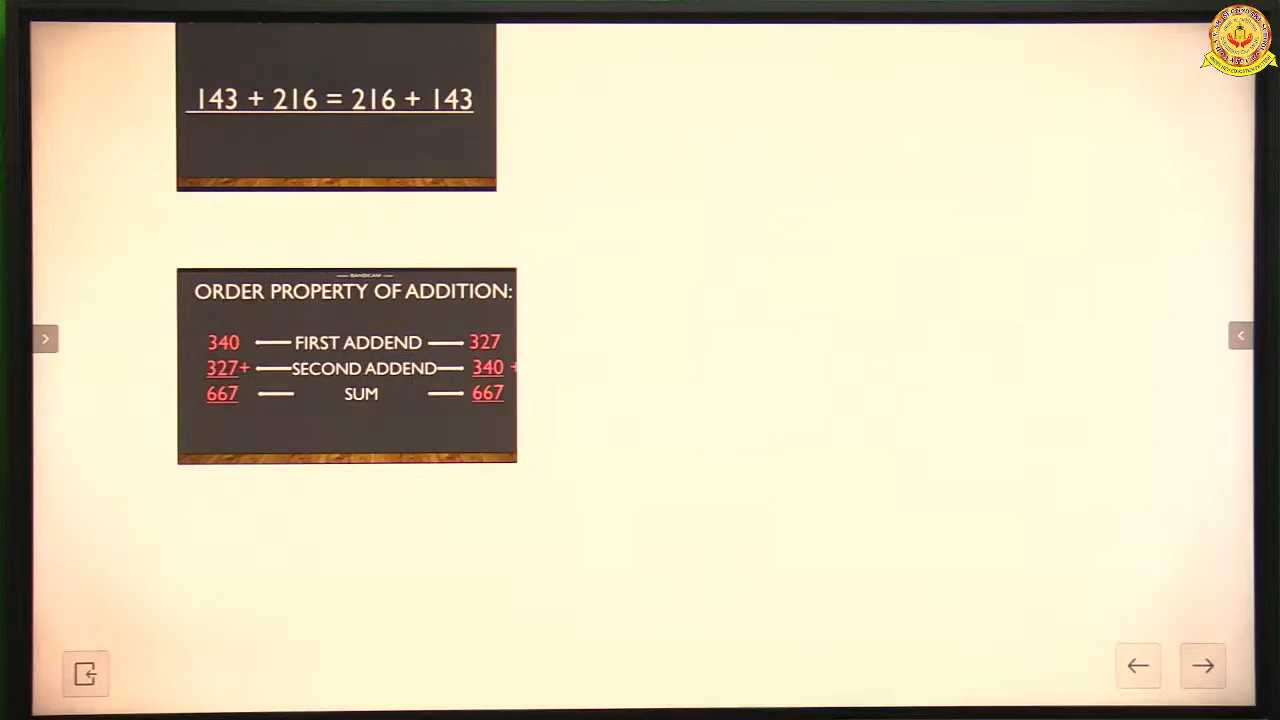 143 + 216 = 216 + 143
BANDICAM
ORDER PROPERTY OF ADDITION:
340 FIRST ADDEND 327
327+ SECOND ADDEND 340 +
667 SUM 667